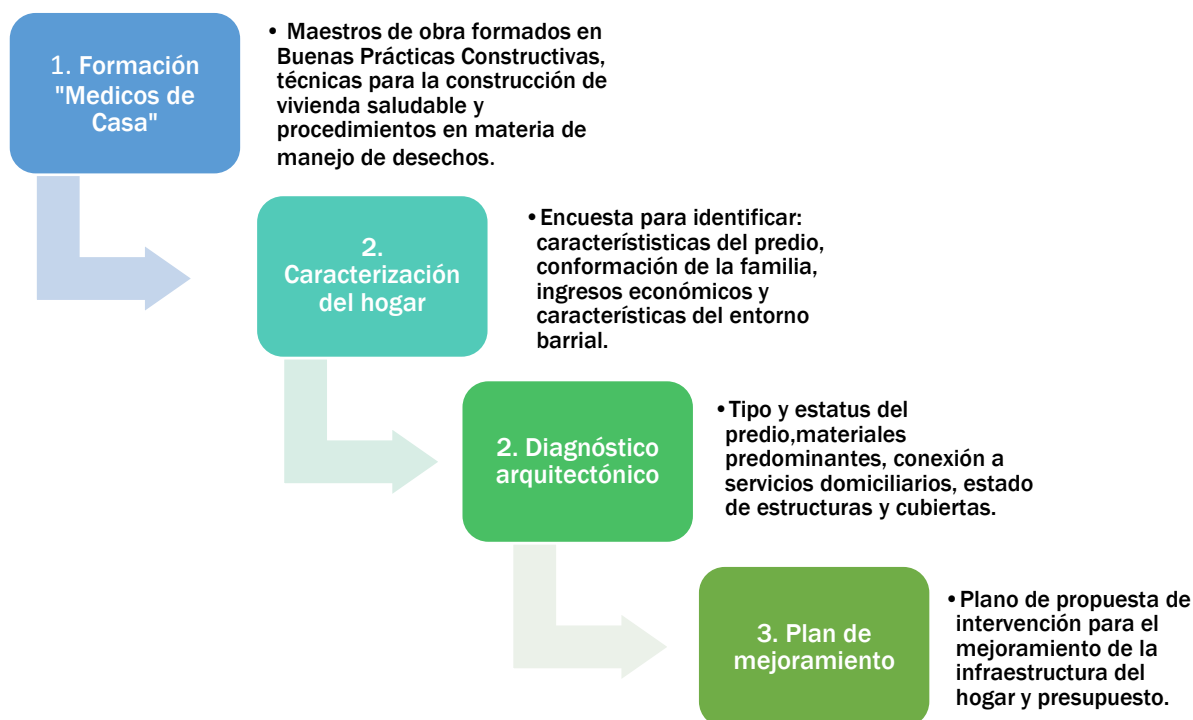 1. Formación
"Medicos de
Casa"
• Maestros de obra formados en
Buenas Prácticas Constructivas,
técnicas para la construcción de
vivienda saludable y
procedimientos en materia de
manejo de desechos.
2.
Caracterización
del hogar
•Encuesta para identificar:
característisticas del predio,
conformación de la familia,
ingresos económicos y
características del entorno
barrial.
2. Diagnóstico
arquitectónico
•Tipo y estatus del
predio,materiales
predominantes, conexión a
servicios domiciliarios, estado
de estructuras y cubiertas.
3. Plan de
mejoramiento
•Plano de propuesta de
intervención para el
mejoramiento de la
infraestructura del
hogar y presupuesto.